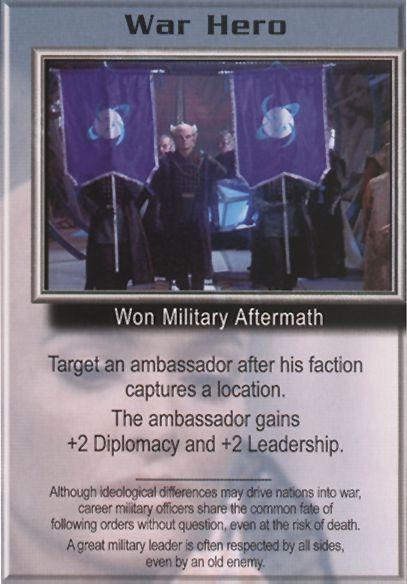 War Hero
Won Military Aftermath
Target an ambassador after his faction
captures a location.
The ambassador gains
+2 Diplomacy and +2 Leadership.
Although ideological differences may drive nations into war,
career military officers share the common fate of
following orders without question, even at the risk of death.
A great military leader is often respected by all sides,
even by an old enemy.